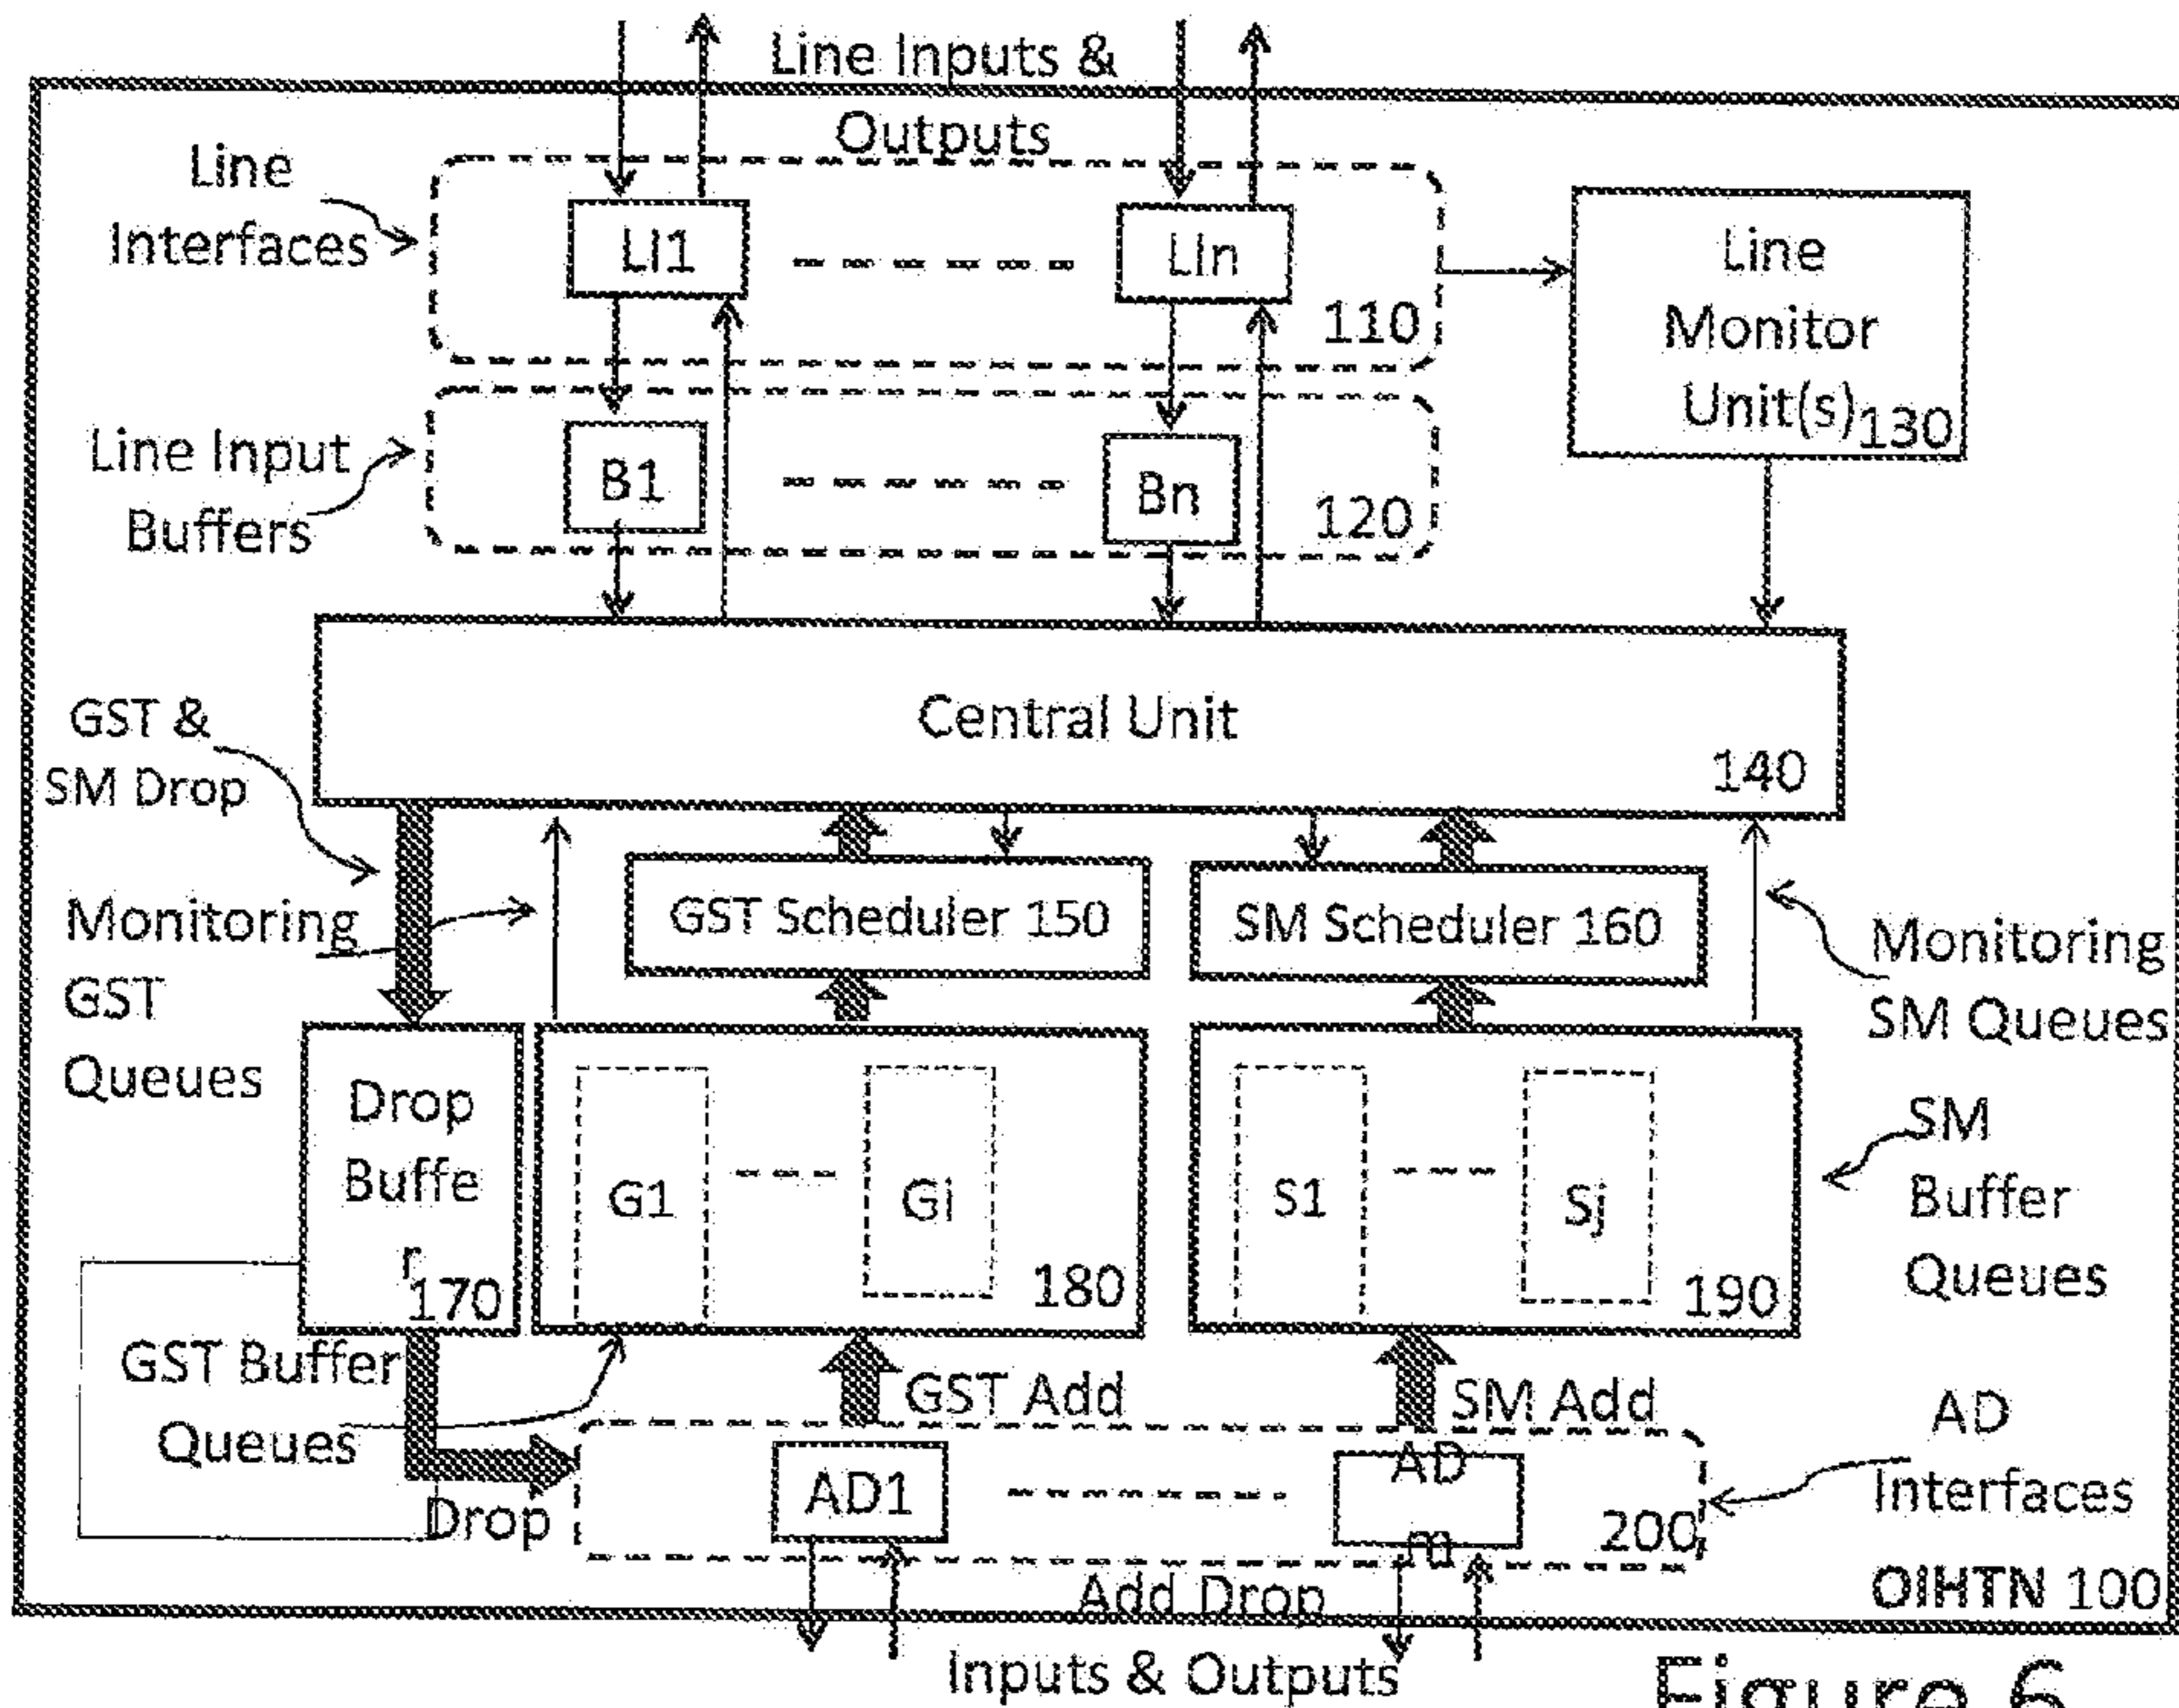 Line Inputs &
Outputs
Line
Interfaces
LI1
LIn
110
Line
Monitor
Unit(s)
130
Line Input
Buffers
B1
Bn
120
Central Unit
140
GST &
SM Drop
Monitoring
GST
Queues
GST Scheduler 150
SM Scheduler 160
Monitoring
SM Queues
Drop
Buffe
r
170
G1
Gi
180
S1
Sj
190
SM
Buffer
Queues
GST Buffer
Queues
GST Add
SM Add
Drop
AD1
AD
m
200
AD
Interfaces
OIHTN 100
Add Drop
Inputs & Outputs
Figure 6